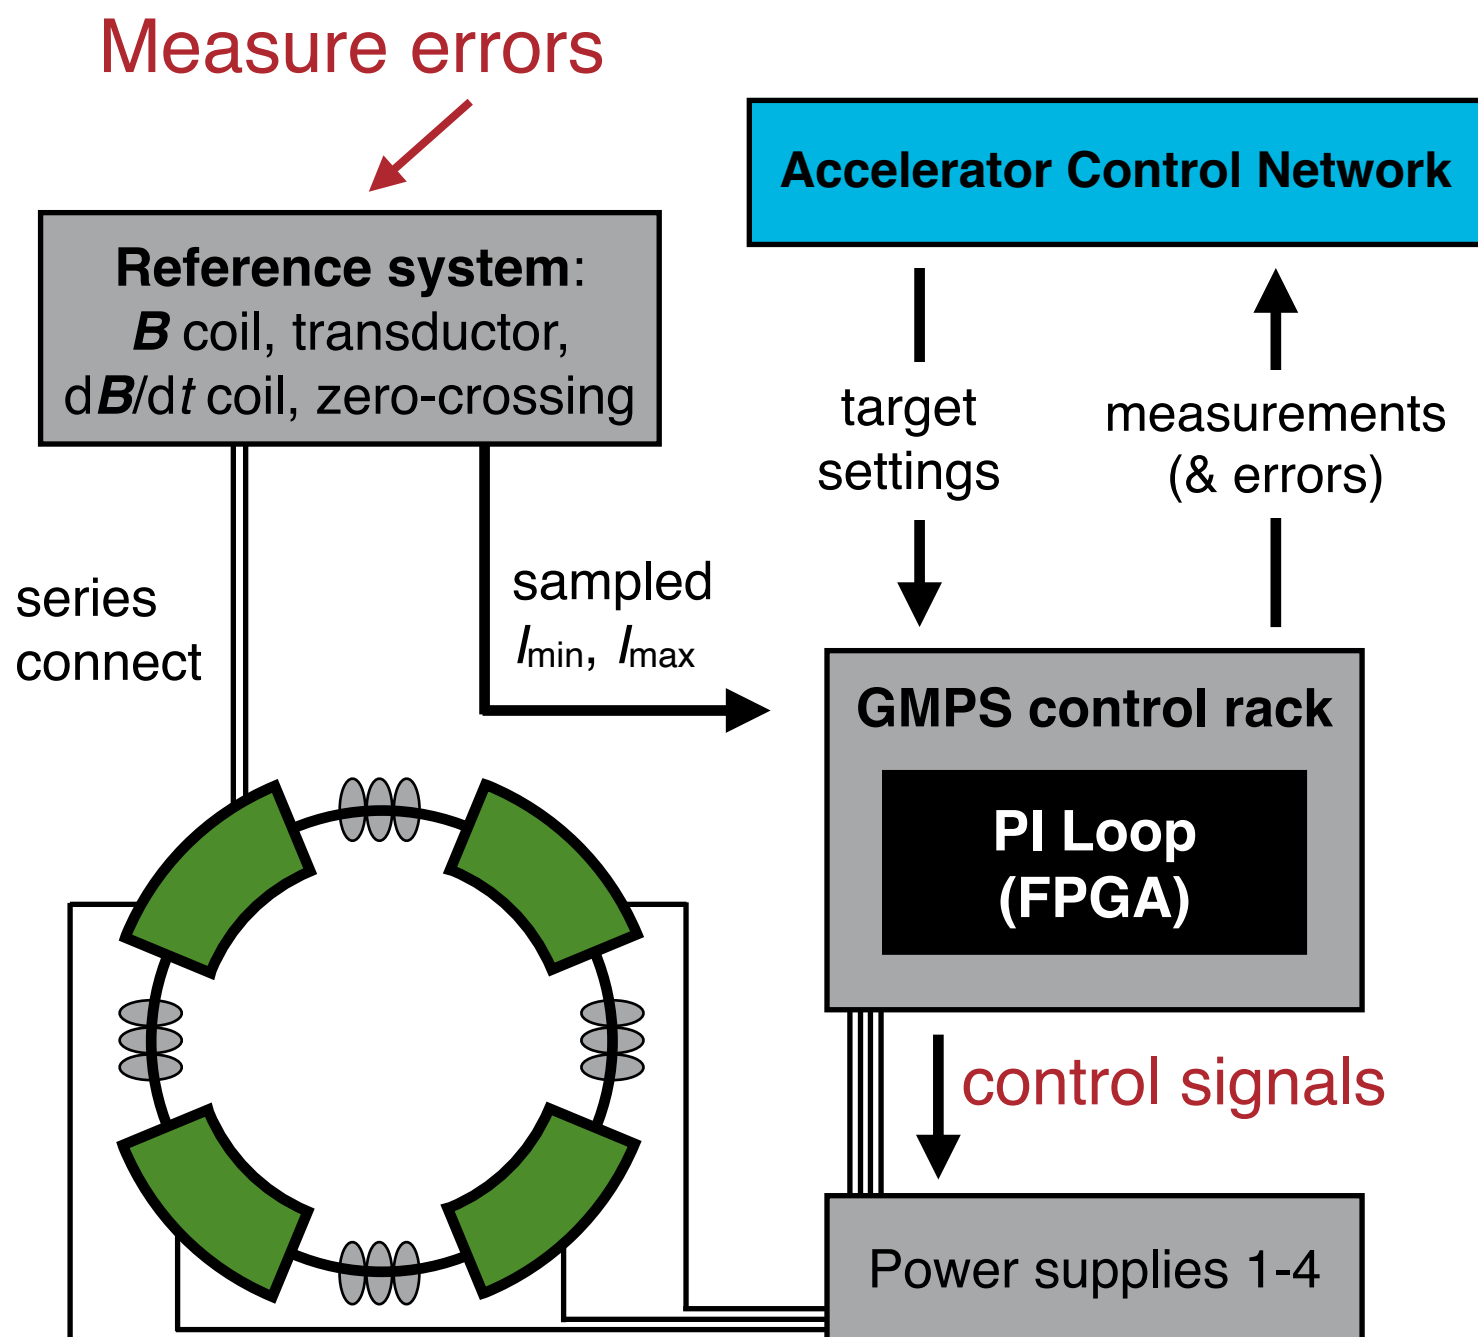 Measure errors
Accelerator Control Network
Reference system:
B coil, transductor,
dB/dt coil, zero-crossing
target
settings
measurements
(& errors)
series
connect
sampled
Imin, Imax
GMPS control rack
PI Loop
(FPGA)
control signals
Power supplies 1-4